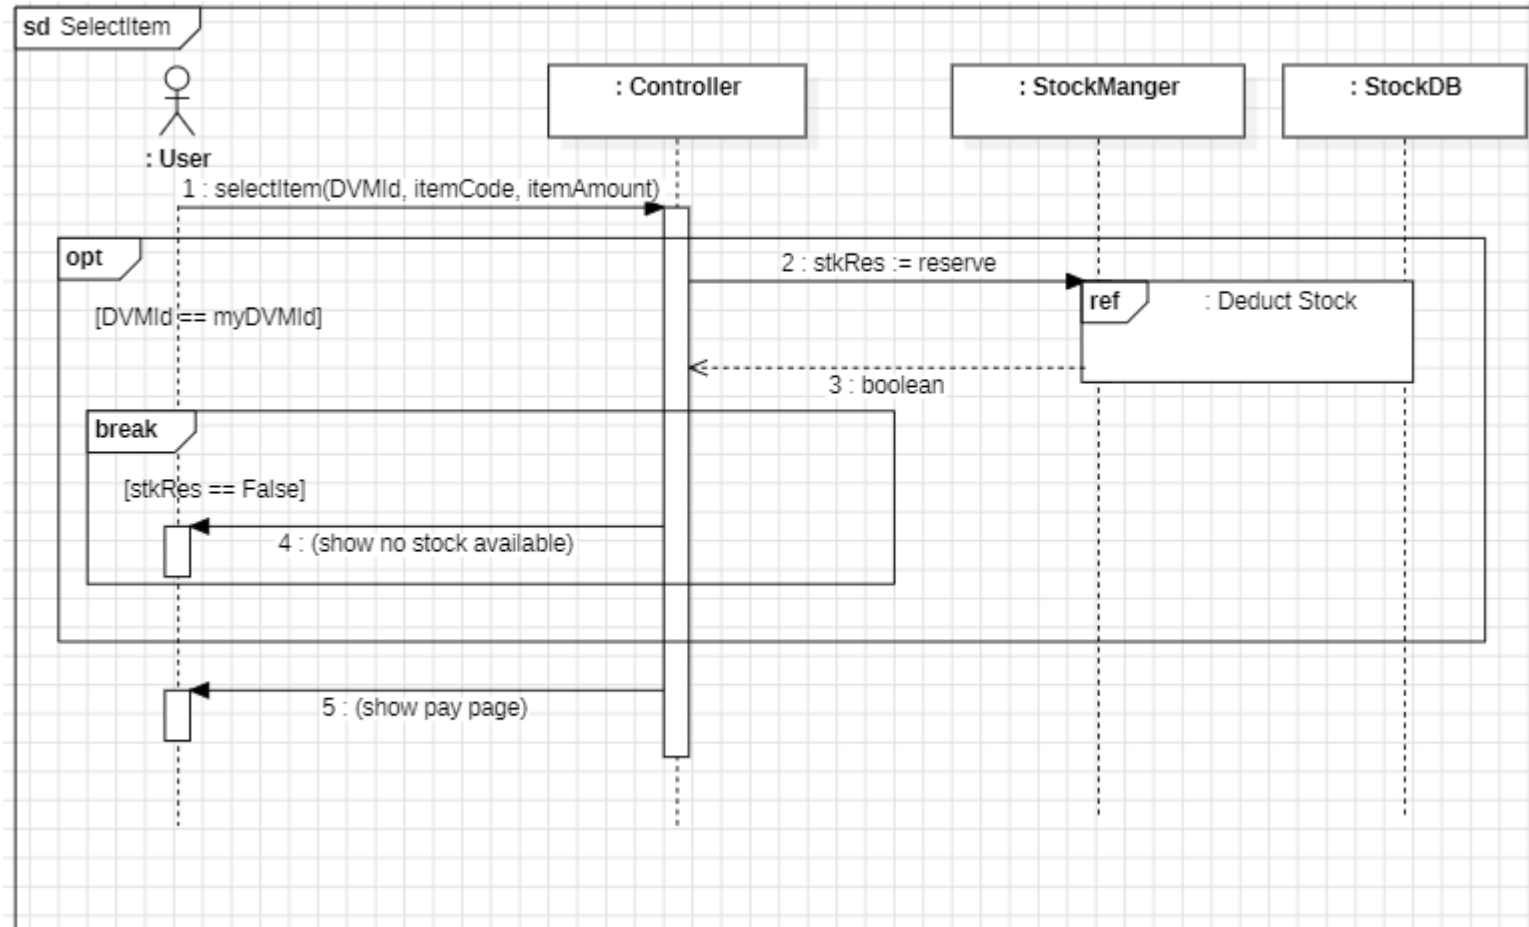 sd SelectItem
: User
: Controller
: StockManger
: StockDB
1 : selectItem(DVMId, itemCode, itemAmount)
opt
[DVMId == myDVMId]
2 : stkRes := reserve
ref
: Deduct Stock
3 : boolean
break
[stkRes == False]
4 : (show no stock available)
5 : (show pay page)